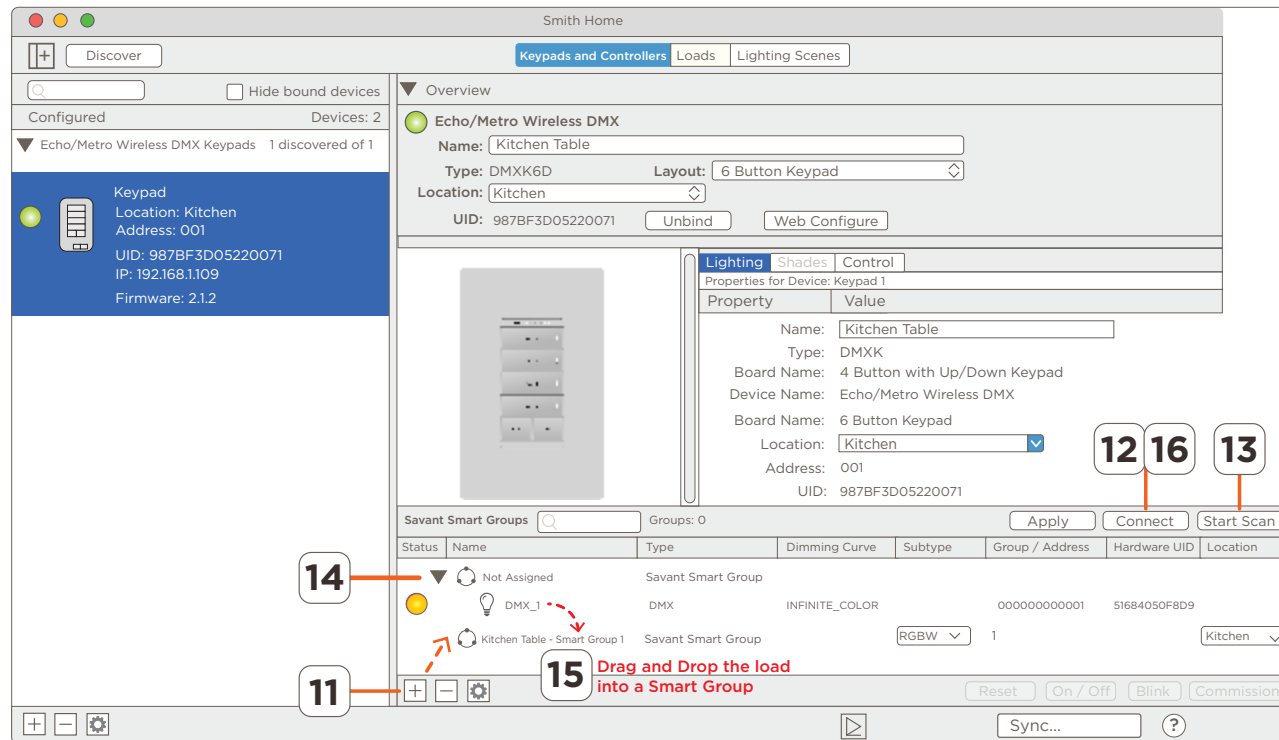 Smith Home
Discover
Keypads and Controllers Loads Lighting Scenes
Hide bound devices
Configured Devices: 2
Echo/Metro Wireless DMX Keypads 1 discovered of 1
Keypad
Location: Kitchen
Address: 001
UID: 987BF3D05220071
IP: 192.168.1.109
Firmware: 2.1.2
Overview
Echo/Metro Wireless DMX
Name: Kitchen Table
Type: DMXK6D Layout: 6 Button Keypad
Location: Kitchen
UID: 987BF3D05220071 Unbind Web Configure
Lighting Shades Control
Properties for Device: Keypad 1
Property Value
Name: Kitchen Table
Type: DMXK
Board Name: 4 Button with Up/Down Keypad
Device Name: Echo/Metro Wireless DMX
Board Name: 6 Button Keypad
Location: Kitchen
Address: 001
UID: 987BF3D05220071
12 16 13
Savant Smart Groups Groups: 0 Apply Connect Start Scan
Status Name Type Dimming Curve Subtype Group / Address Hardware UID Location
14
Not Assigned Savant Smart Group
DMX_1 DMX INFINITE_COLOR 000000000001 51684050F8D9
Kitchen Table - Smart Group 1 Savant Smart Group RGBW 1 Kitchen
15 Drag and Drop the load
into a Smart Group
11
Reset On / Off Blink Commission
Sync... ?